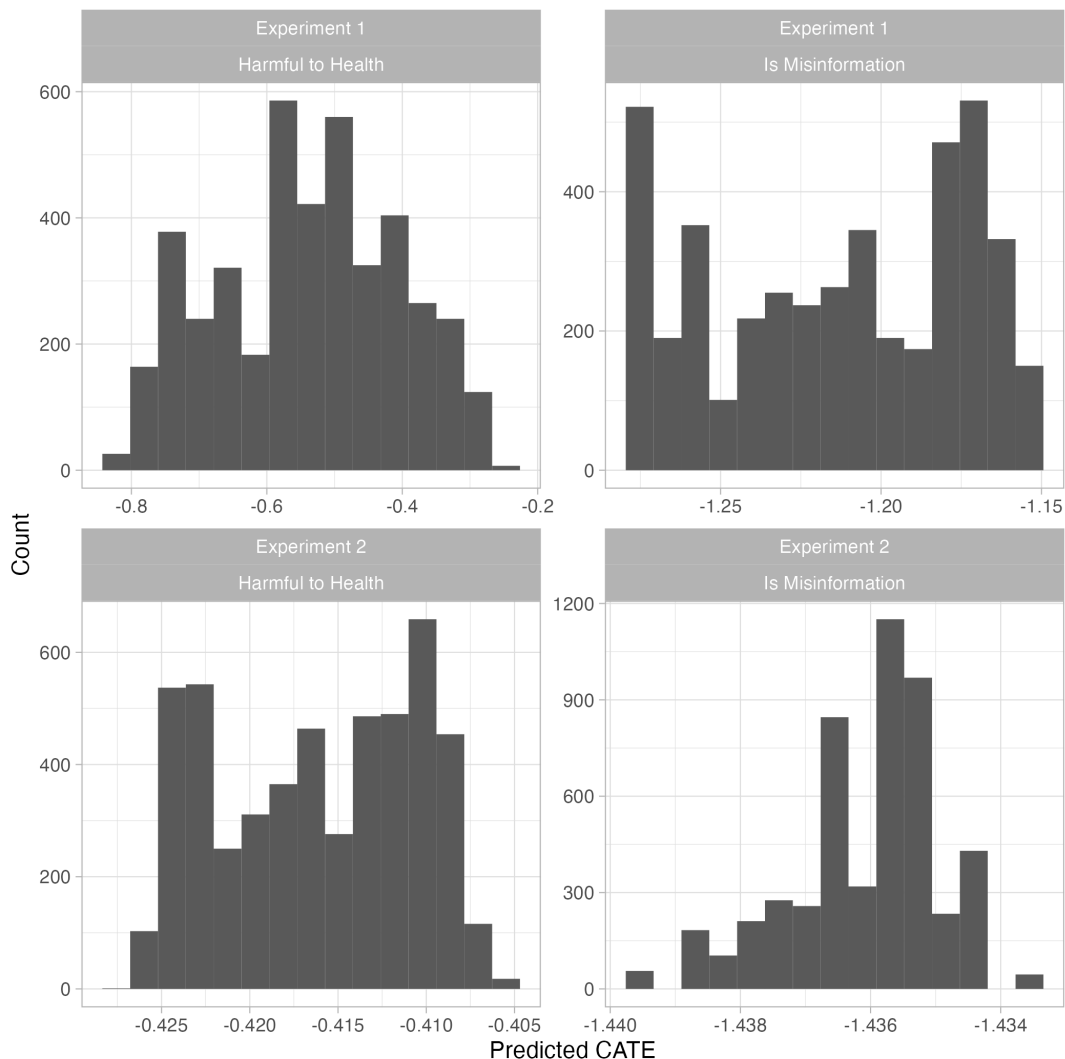 Experiment 1
Harmful to Health
Experiment 1
Is Misinformation
600
400
200
0
-0.8 -0.6 -0.4 -0.2
400
200
0
-1.25 -1.20 -1.15
Count
Experiment 2
Harmful to Health
Experiment 2
Is Misinformation
600
400
200
0
-0.425 -0.420 -0.415 -0.410 -0.405
1200
900
600
300
0
-1.440 -1.438 -1.436 -1.434
Predicted CATE